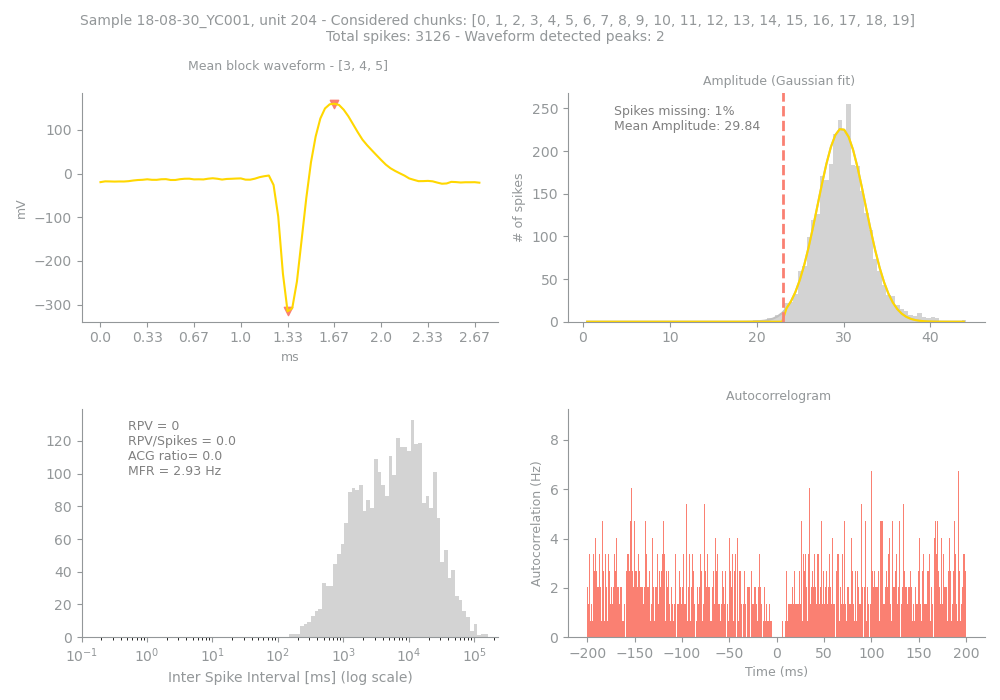 Sample 18-08-30_YC001, unit 204 - Considered chunks: [0, 1, 2, 3, 4, 5, 6, 7, 8, 9, 10, 11, 12, 13, 14, 15, 16, 17, 18, 19]
Total spikes: 3126 - Waveform detected peaks: 2
Mean block waveform - [3, 4, 5]
mV
100
0
−100
−200
−300
0.0 0.33 0.67 1.0 1.33 1.67 2.0 2.33 2.67
ms
Amplitude (Gaussian fit)
Spikes missing: 1%
Mean Amplitude: 29.84
# of spikes
250
200
150
100
50
0
0 10 20 30 40
RPV = 0
RPV/Spikes = 0.0
ACG ratio= 0.0
MFR = 2.93 Hz
120
100
80
60
40
20
0
10⁻¹ 10⁰ 10¹ 10² 10³ 10⁴ 10⁵
Inter Spike Interval [ms] (log scale)
Autocorrelogram
Autocorrelation (Hz)
8
6
4
2
0
−200 −150 −100 −50 0 50 100 150 200
Time (ms)